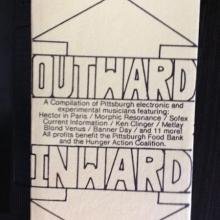 OUTWARD
A Compilation of Pittsburgh electronic and
experimental musicians featuring:
Hector in Paris / Morphic Resonance / Sofex
Current Information / Ken Clinger / Metlay
Blond Venus / Banner Day / and 11 more!
All profits benefit the Pittsburgh Food Bank
and the Hunger Action Coalition.
INWARD